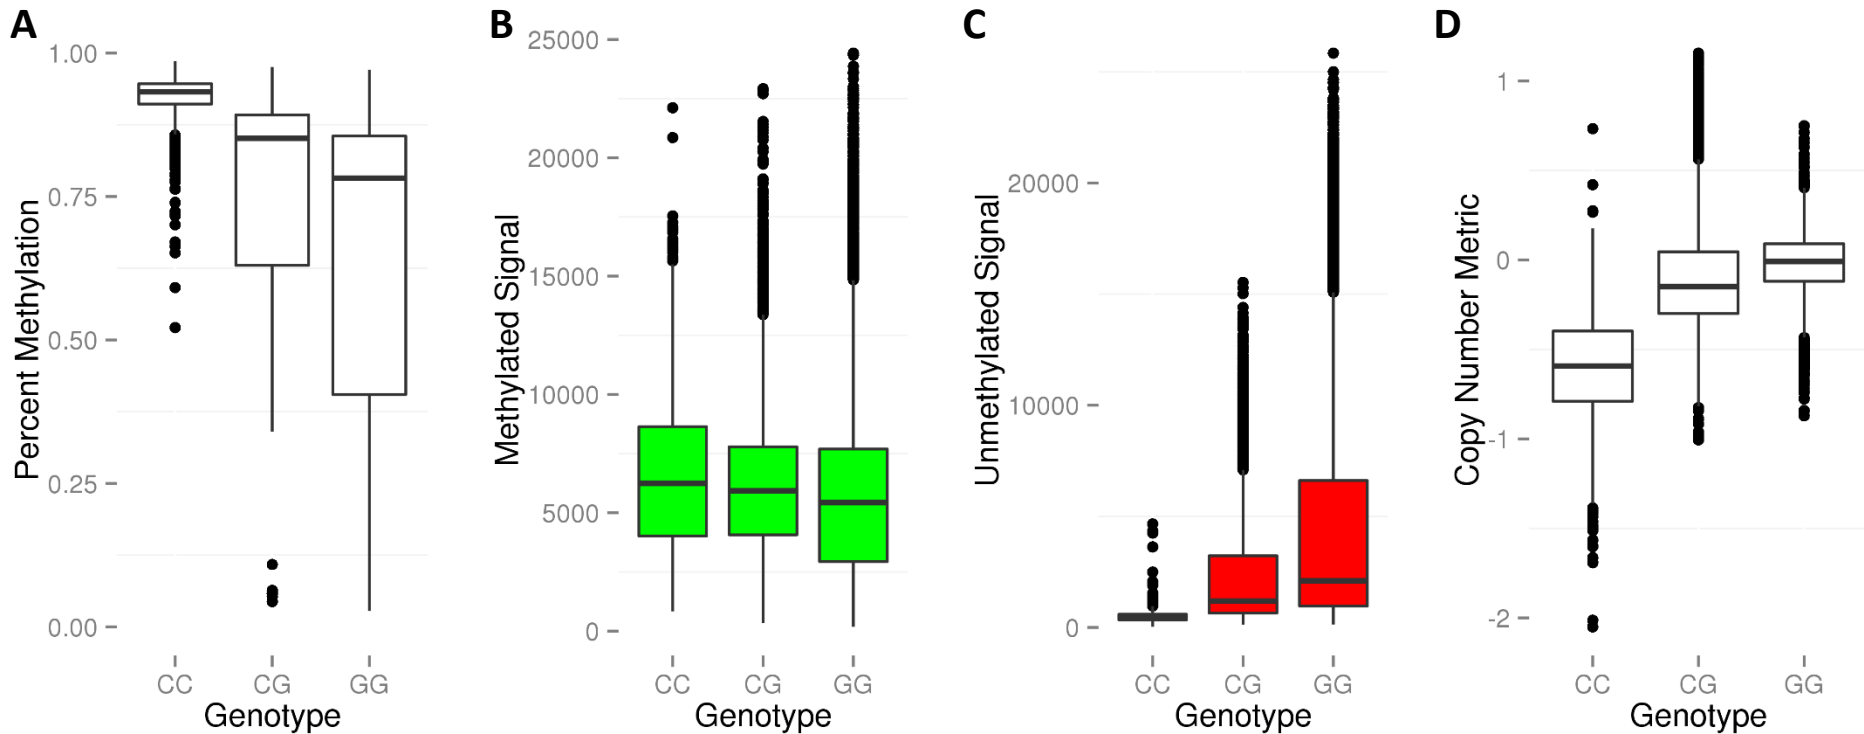 A
Percent Methylation
1.00
0.75
0.50
0.25
0.00
CC CG GG
Genotype
B
Methylated Signal
25000
20000
15000
10000
5000
0
CC CG GG
Genotype
C
Unmethylated Signal
20000
10000
0
CC CG GG
Genotype
D
Copy Number Metric
1
0
-1
-2
CC CG GG
Genotype